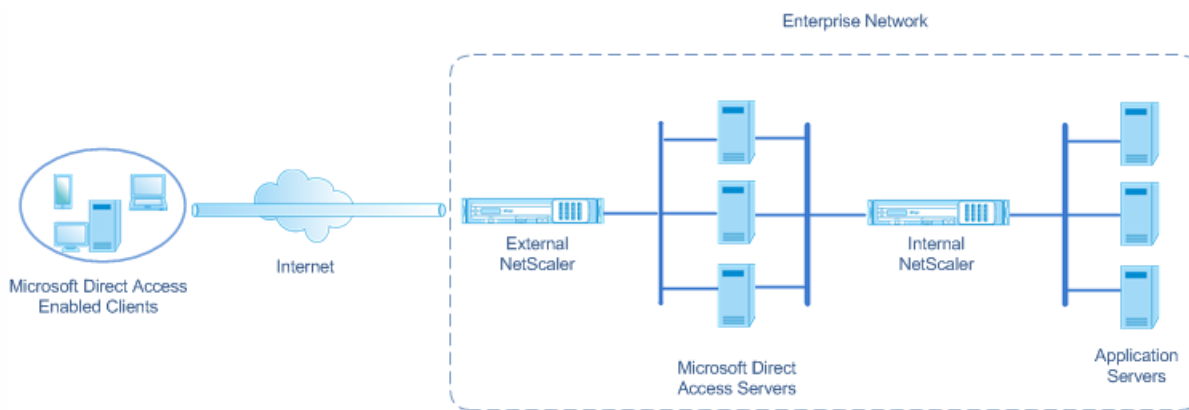 Enterprise Network
Microsoft Direct Access
Enabled Clients
Internet
External
NetScaler
Microsoft Direct
Access Servers
Internal
NetScaler
Application
Servers